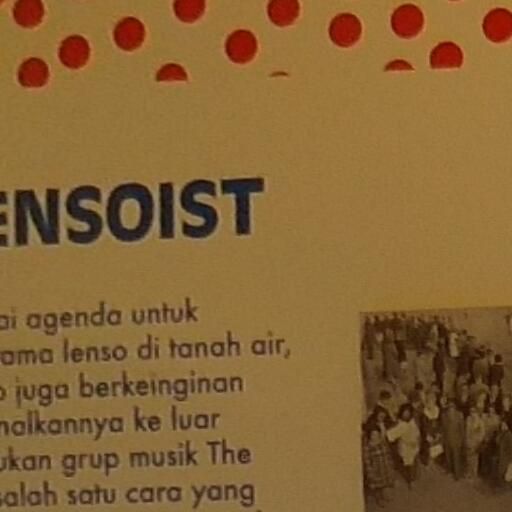 ENSOIST
ai agenda untuk
ama lenso di tanah air,
juga berkeinginan
nalkannya ke luar
ukan grup musik The
salah satu cara yang